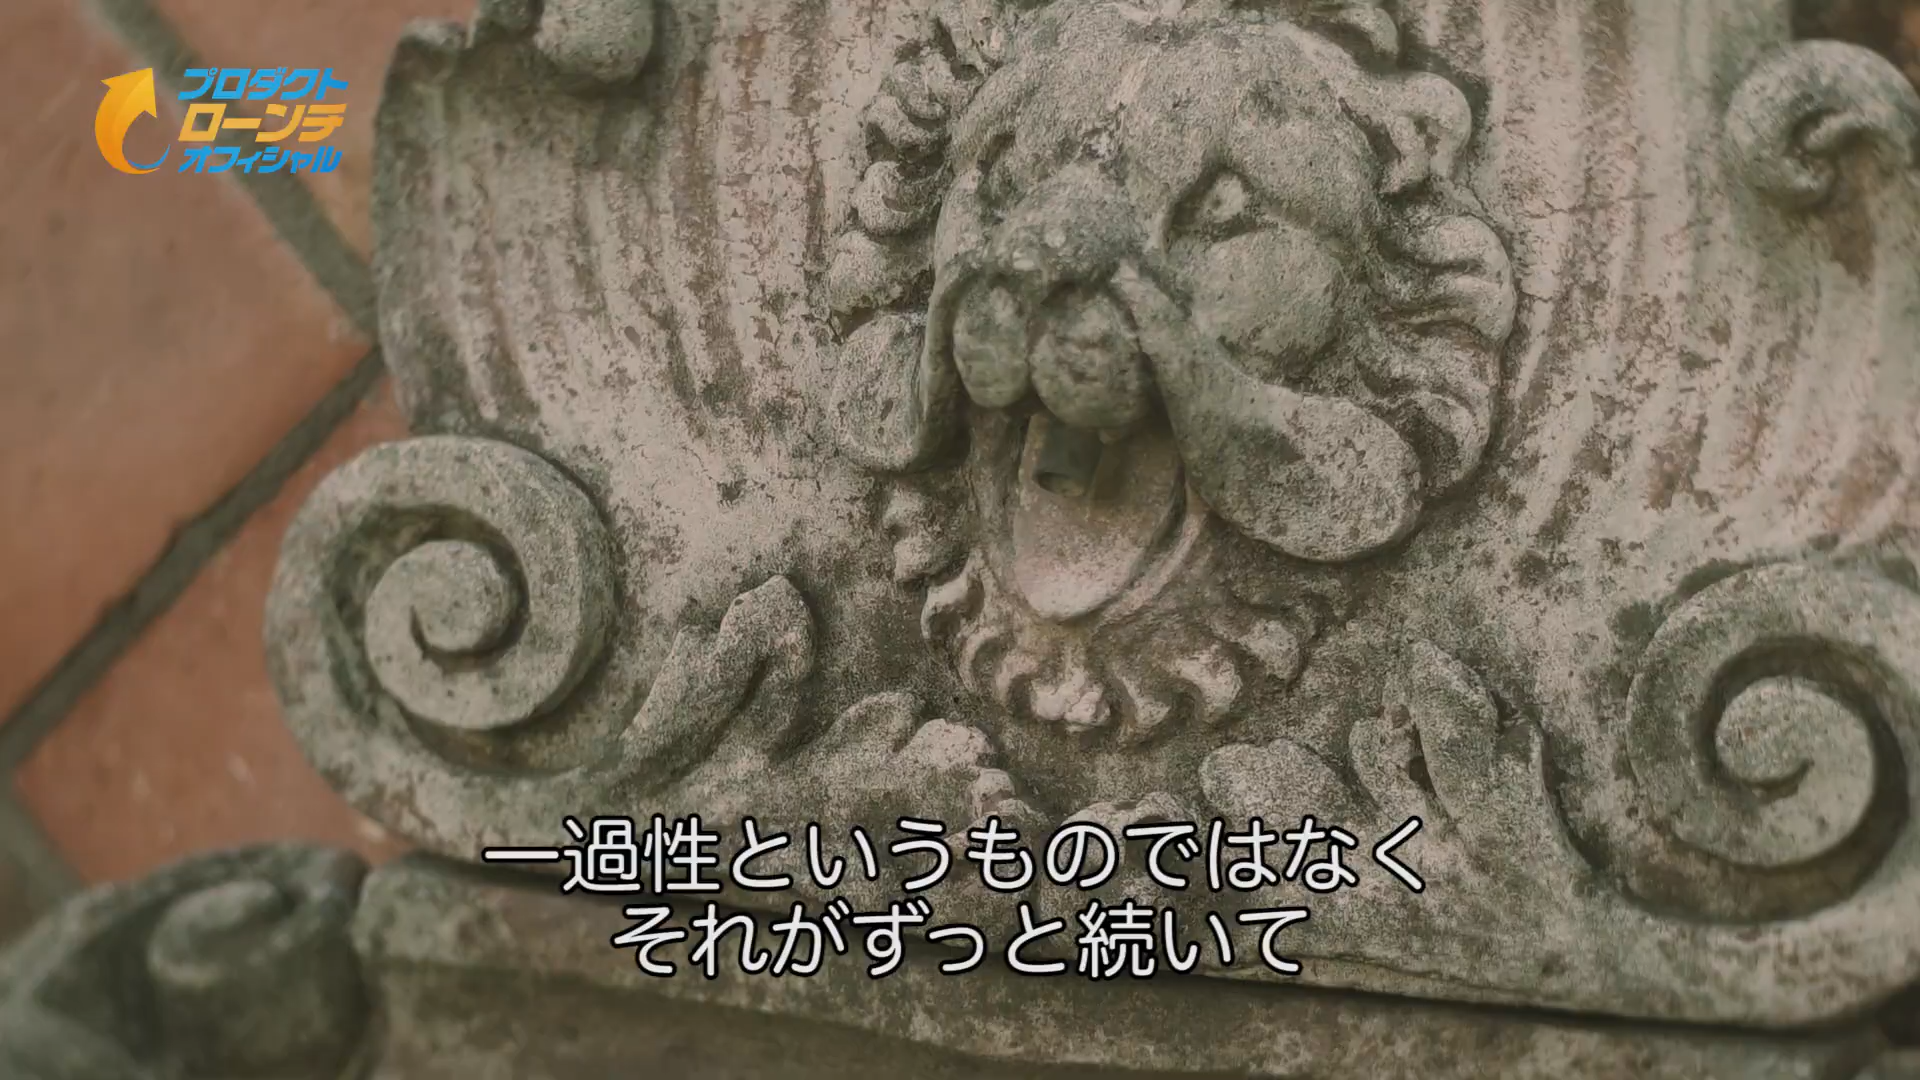 プロダクト
ローンチ
オフィシャル
一過性というものではなく
それがずっと続いて